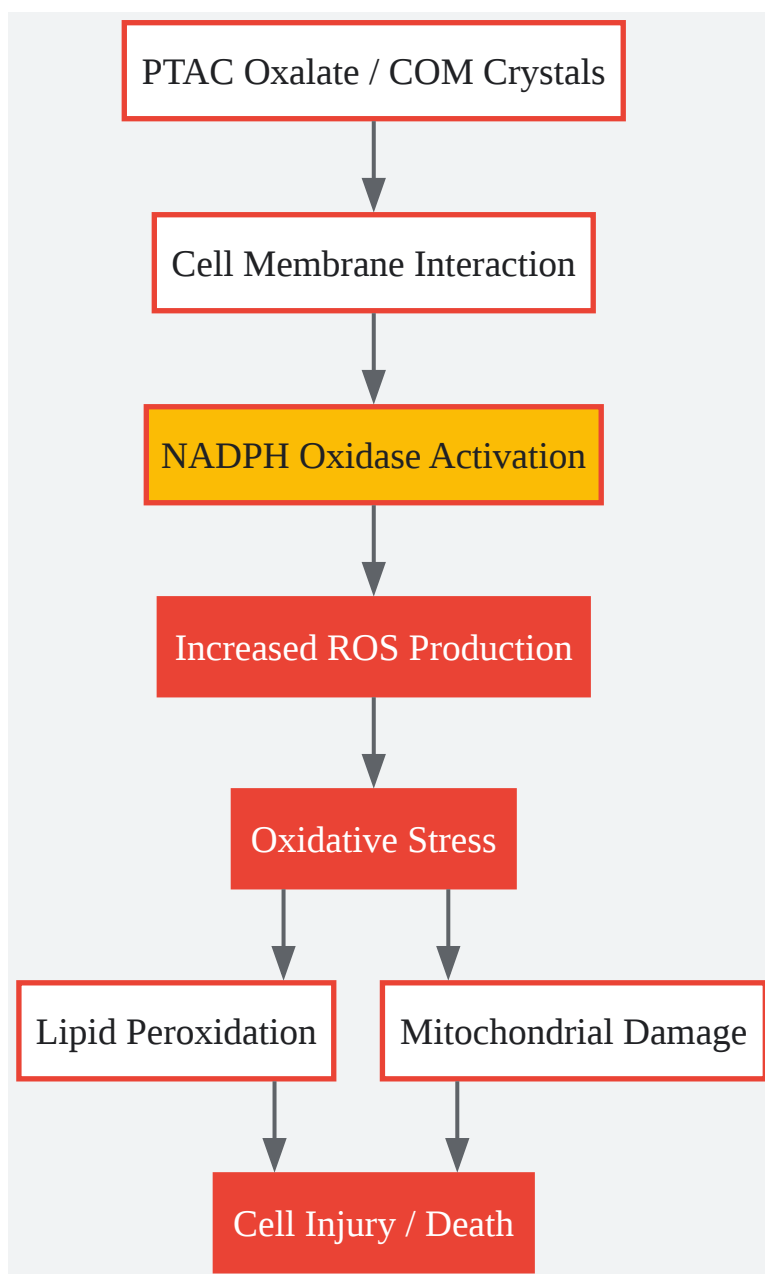 PTAC Oxalate / COM Crystals
Cell Membrane Interaction
NADPH Oxidase Activation
Increased ROS Production
Oxidative Stress
Lipid Peroxidation
Mitochondrial Damage
Cell Injury / Death